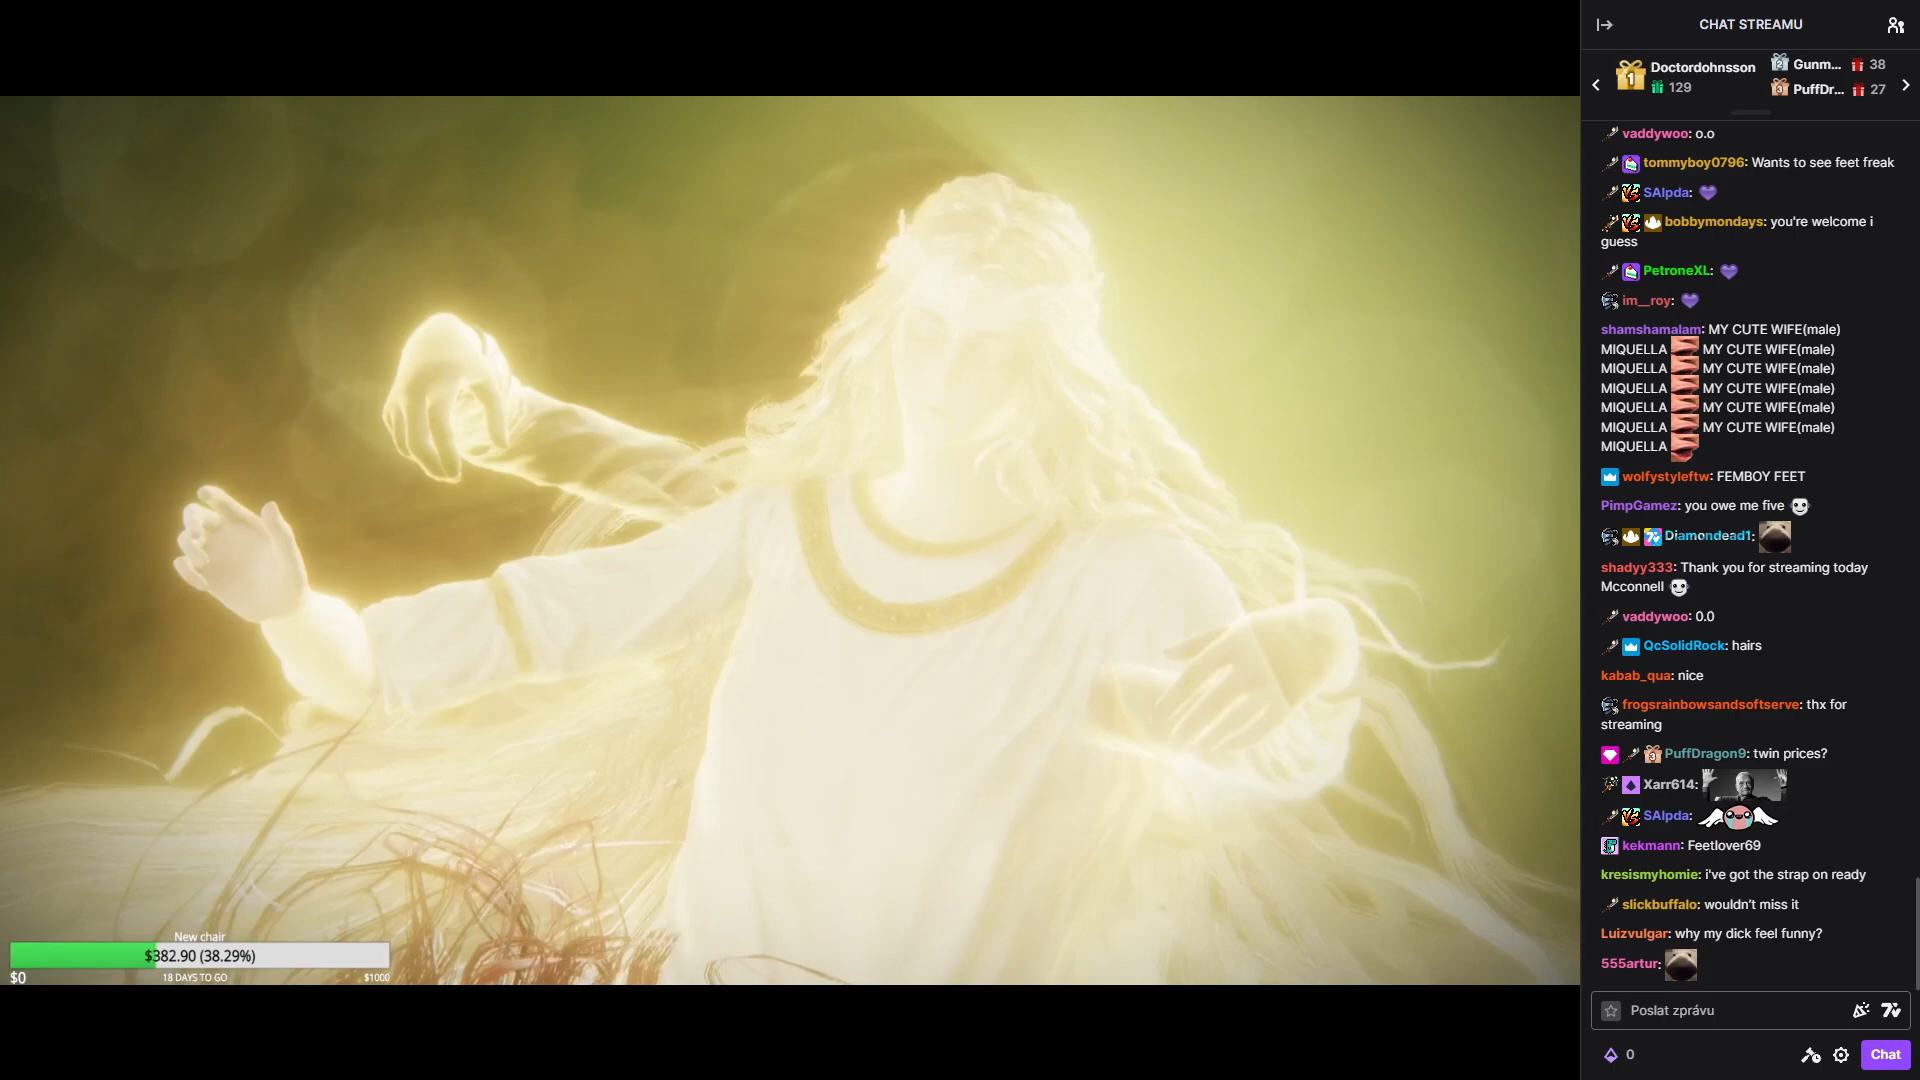 CHAT STREAMU
1
Doctordohnsson
129
2
Gunm...
38
3
PuffDr...
27
vaddywoo: o.o
tommyboy0796: Wants to see feet freak
SAlpda:
bobbymondays: you're welcome i
guess
PetroneXL:
im__roy:
shamshamalam: MY CUTE WIFE(male)
MIQUELLA MY CUTE WIFE(male)
MIQUELLA MY CUTE WIFE(male)
MIQUELLA MY CUTE WIFE(male)
MIQUELLA MY CUTE WIFE(male)
MIQUELLA MY CUTE WIFE(male)
MIQUELLA
wolfystyleftw: FEMBOY FEET
PimpGamez: you owe me five
Diamondead1:
shadyy333: Thank you for streaming today
Mcconnell
vaddywoo: 0.0
QcSolidRock: hairs
kabab_qua: nice
frogsrainbowsandsoftserve: thx for
streaming
PuffDragon9: twin prices?
Xarr614:
SAlpda:
kekmann: Feetlover69
kresismyhomie: i've got the strap on ready
slickbuffalo: wouldn't miss it
Luizvulgar: why my dick feel funny?
555artur:
Poslat zprávu
0
Chat
New chair
$382.90 (38.29%)
$0
18 DAYS TO GO
$1000